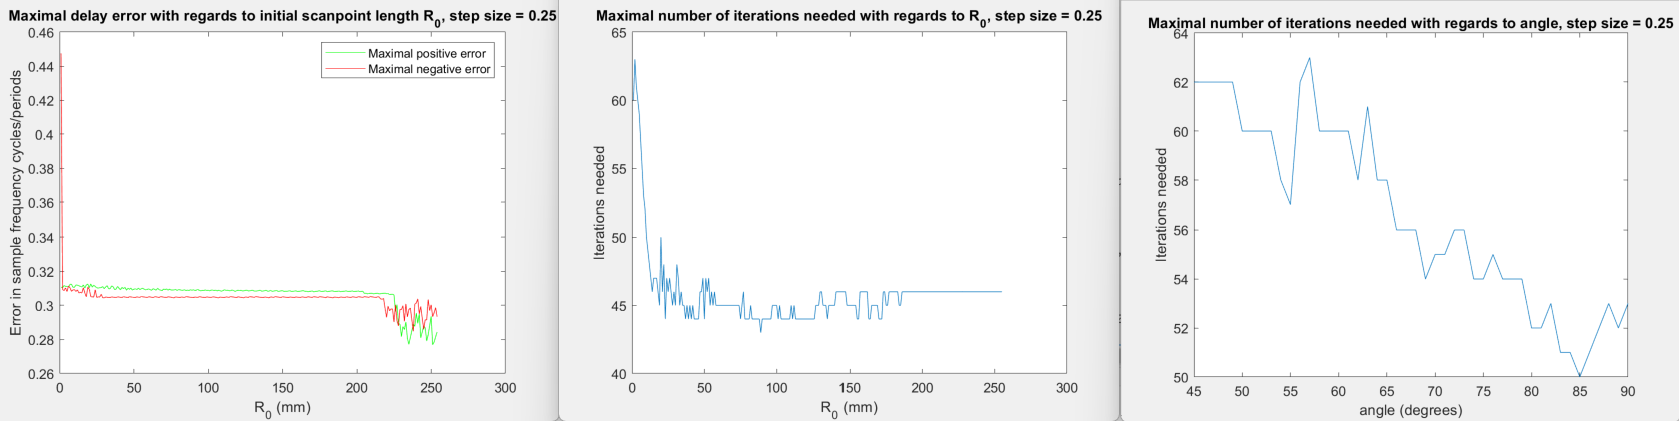 Maximal delay error with regards to initial scanpoint length R0, step size = 0.25
0.46
0.44
0.42
0.4
0.38
0.36
0.34
0.32
0.3
0.28
0.26
Error in sample frequency cycles/periods
Maximal positive error
Maximal negative error
0 50 100 150 200 250 300
R0 (mm)
Maximal number of iterations needed with regards to R0, step size = 0.25
65
60
55
50
45
40
Iterations needed
0 50 100 150 200 250 300
R0 (mm)
Maximal number of iterations needed with regards to angle, step size = 0.25
64
62
60
58
56
54
52
50
Iterations needed
45 50 55 60 65 70 75 80 85 90
angle (degrees)